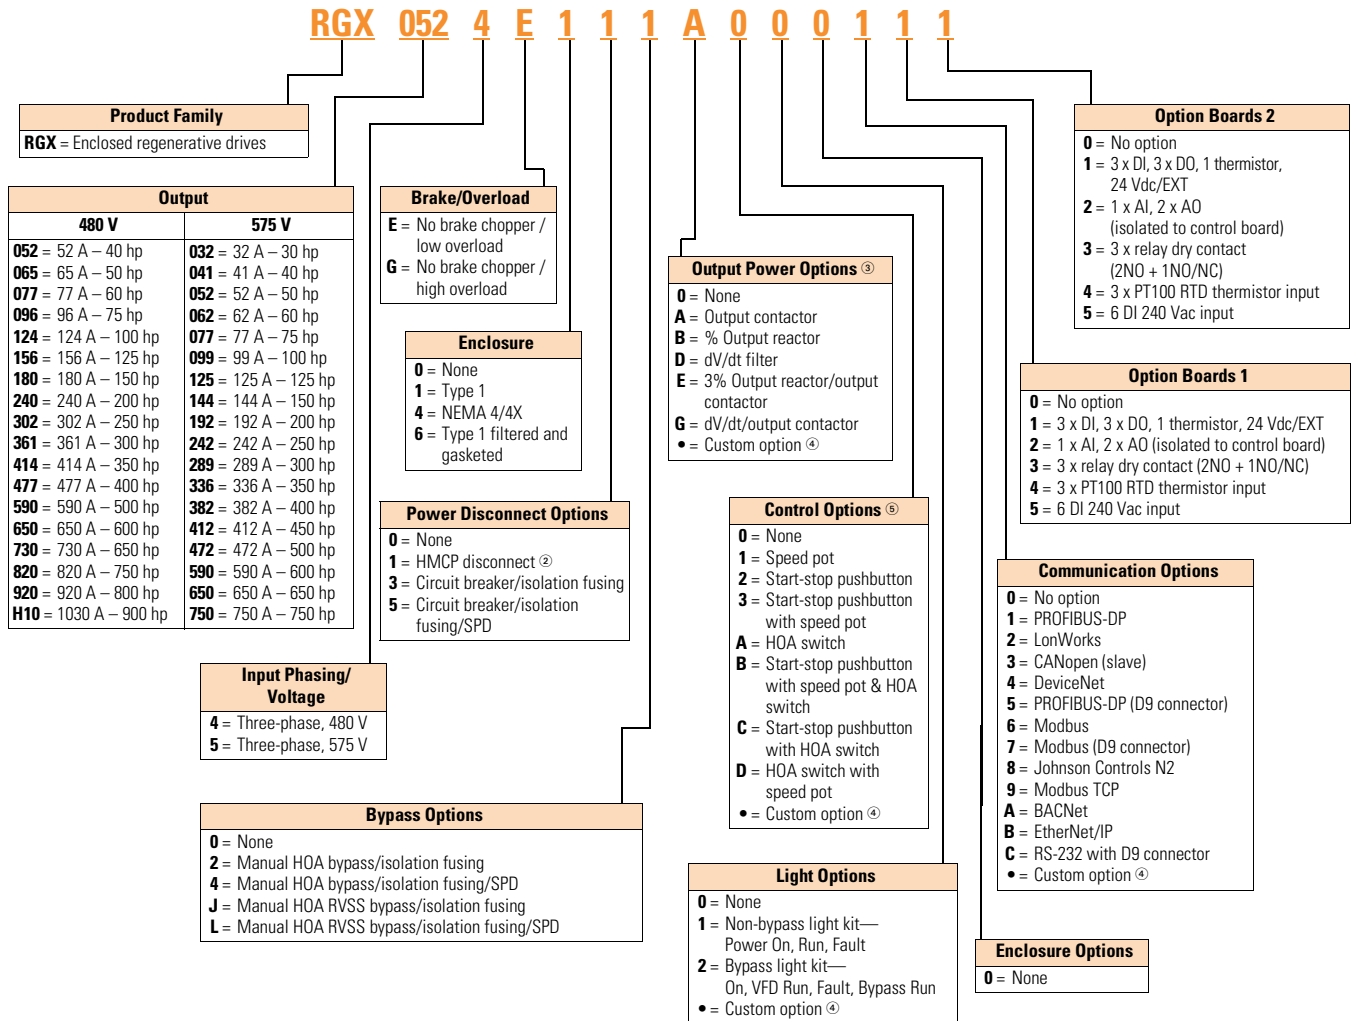 RGX 052 4 E 1 1 1 A 0 0 0 1 1 1
Product Family
RGX = Enclosed regenerative drives
Output
480 V
052 = 52 A – 40 hp
065 = 65 A – 50 hp
077 = 77 A – 60 hp
096 = 96 A – 75 hp
124 = 124 A – 100 hp
156 = 156 A – 125 hp
180 = 180 A – 150 hp
240 = 240 A – 200 hp
302 = 302 A – 250 hp
361 = 361 A – 300 hp
414 = 414 A – 350 hp
477 = 477 A – 400 hp
590 = 590 A – 500 hp
650 = 650 A – 600 hp
730 = 730 A – 650 hp
820 = 820 A – 750 hp
920 = 920 A – 800 hp
H10 = 1030 A – 900 hp
575 V
032 = 32 A – 30 hp
041 = 41 A – 40 hp
052 = 52 A – 50 hp
062 = 62 A – 60 hp
077 = 77 A – 75 hp
099 = 99 A – 100 hp
125 = 125 A – 125 hp
144 = 144 A – 150 hp
192 = 192 A – 200 hp
242 = 242 A – 250 hp
289 = 289 A – 300 hp
336 = 336 A – 350 hp
382 = 382 A – 400 hp
412 = 412 A – 450 hp
472 = 472 A – 500 hp
590 = 590 A – 600 hp
650 = 650 A – 650 hp
750 = 750 A – 750 hp
Input Phasing/
Voltage
4 = Three-phase, 480 V
5 = Three-phase, 575 V
Brake/Overload
E = No brake chopper /
low overload
G = No brake chopper /
high overload
Enclosure
0 = None
1 = Type 1
4 = NEMA 4/4X
6 = Type 1 filtered and
gasketed
Power Disconnect Options
0 = None
1 = HMCP disconnect ②
3 = Circuit breaker/isolation fusing
5 = Circuit breaker/isolation
fusing/SPD
Bypass Options
0 = None
2 = Manual HOA bypass/isolation fusing
4 = Manual HOA bypass/isolation fusing/SPD
J = Manual HOA RVSS bypass/isolation fusing
L = Manual HOA RVSS bypass/isolation fusing/SPD
Output Power Options ③
0 = None
A = Output contactor
B = % Output reactor
D = dV/dt filter
E = 3% Output reactor/output
contactor
G = dV/dt/output contactor
• = Custom option ④
Control Options ⑤
0 = None
1 = Speed pot
2 = Start-stop pushbutton
3 = Start-stop pushbutton
with speed pot
A = HOA switch
B = Start-stop pushbutton
with speed pot & HOA
switch
C = Start-stop pushbutton
with HOA switch
D = HOA switch with
speed pot
• = Custom option ④
Light Options
0 = None
1 = Non-bypass light kit—
Power On, Run, Fault
2 = Bypass light kit—
On, VFD Run, Fault, Bypass Run
• = Custom option ④
Enclosure Options
0 = None
Communication Options
0 = No option
1 = PROFIBUS-DP
2 = LonWorks
3 = CANopen (slave)
4 = DeviceNet
5 = PROFIBUS-DP (D9 connector)
6 = Modbus
7 = Modbus (D9 connector)
8 = Johnson Controls N2
9 = Modbus TCP
A = BACNet
B = EtherNet/IP
C = RS-232 with D9 connector
• = Custom option ④
Option Boards 1
0 = No option
1 = 3 x DI, 3 x DO, 1 thermistor, 24 Vdc/EXT
2 = 1 x AI, 2 x AO (isolated to control board)
3 = 3 x relay dry contact (2NO + 1NO/NC)
4 = 3 x PT100 RTD thermistor input
5 = 6 DI 240 Vac input
Option Boards 2
0 = No option
1 = 3 x DI, 3 x DO, 1 thermistor,
24 Vdc/EXT
2 = 1 x AI, 2 x AO
(isolated to control board)
3 = 3 x relay dry contact
(2NO + 1NO/NC)
4 = 3 x PT100 RTD thermistor input
5 = 6 DI 240 Vac input